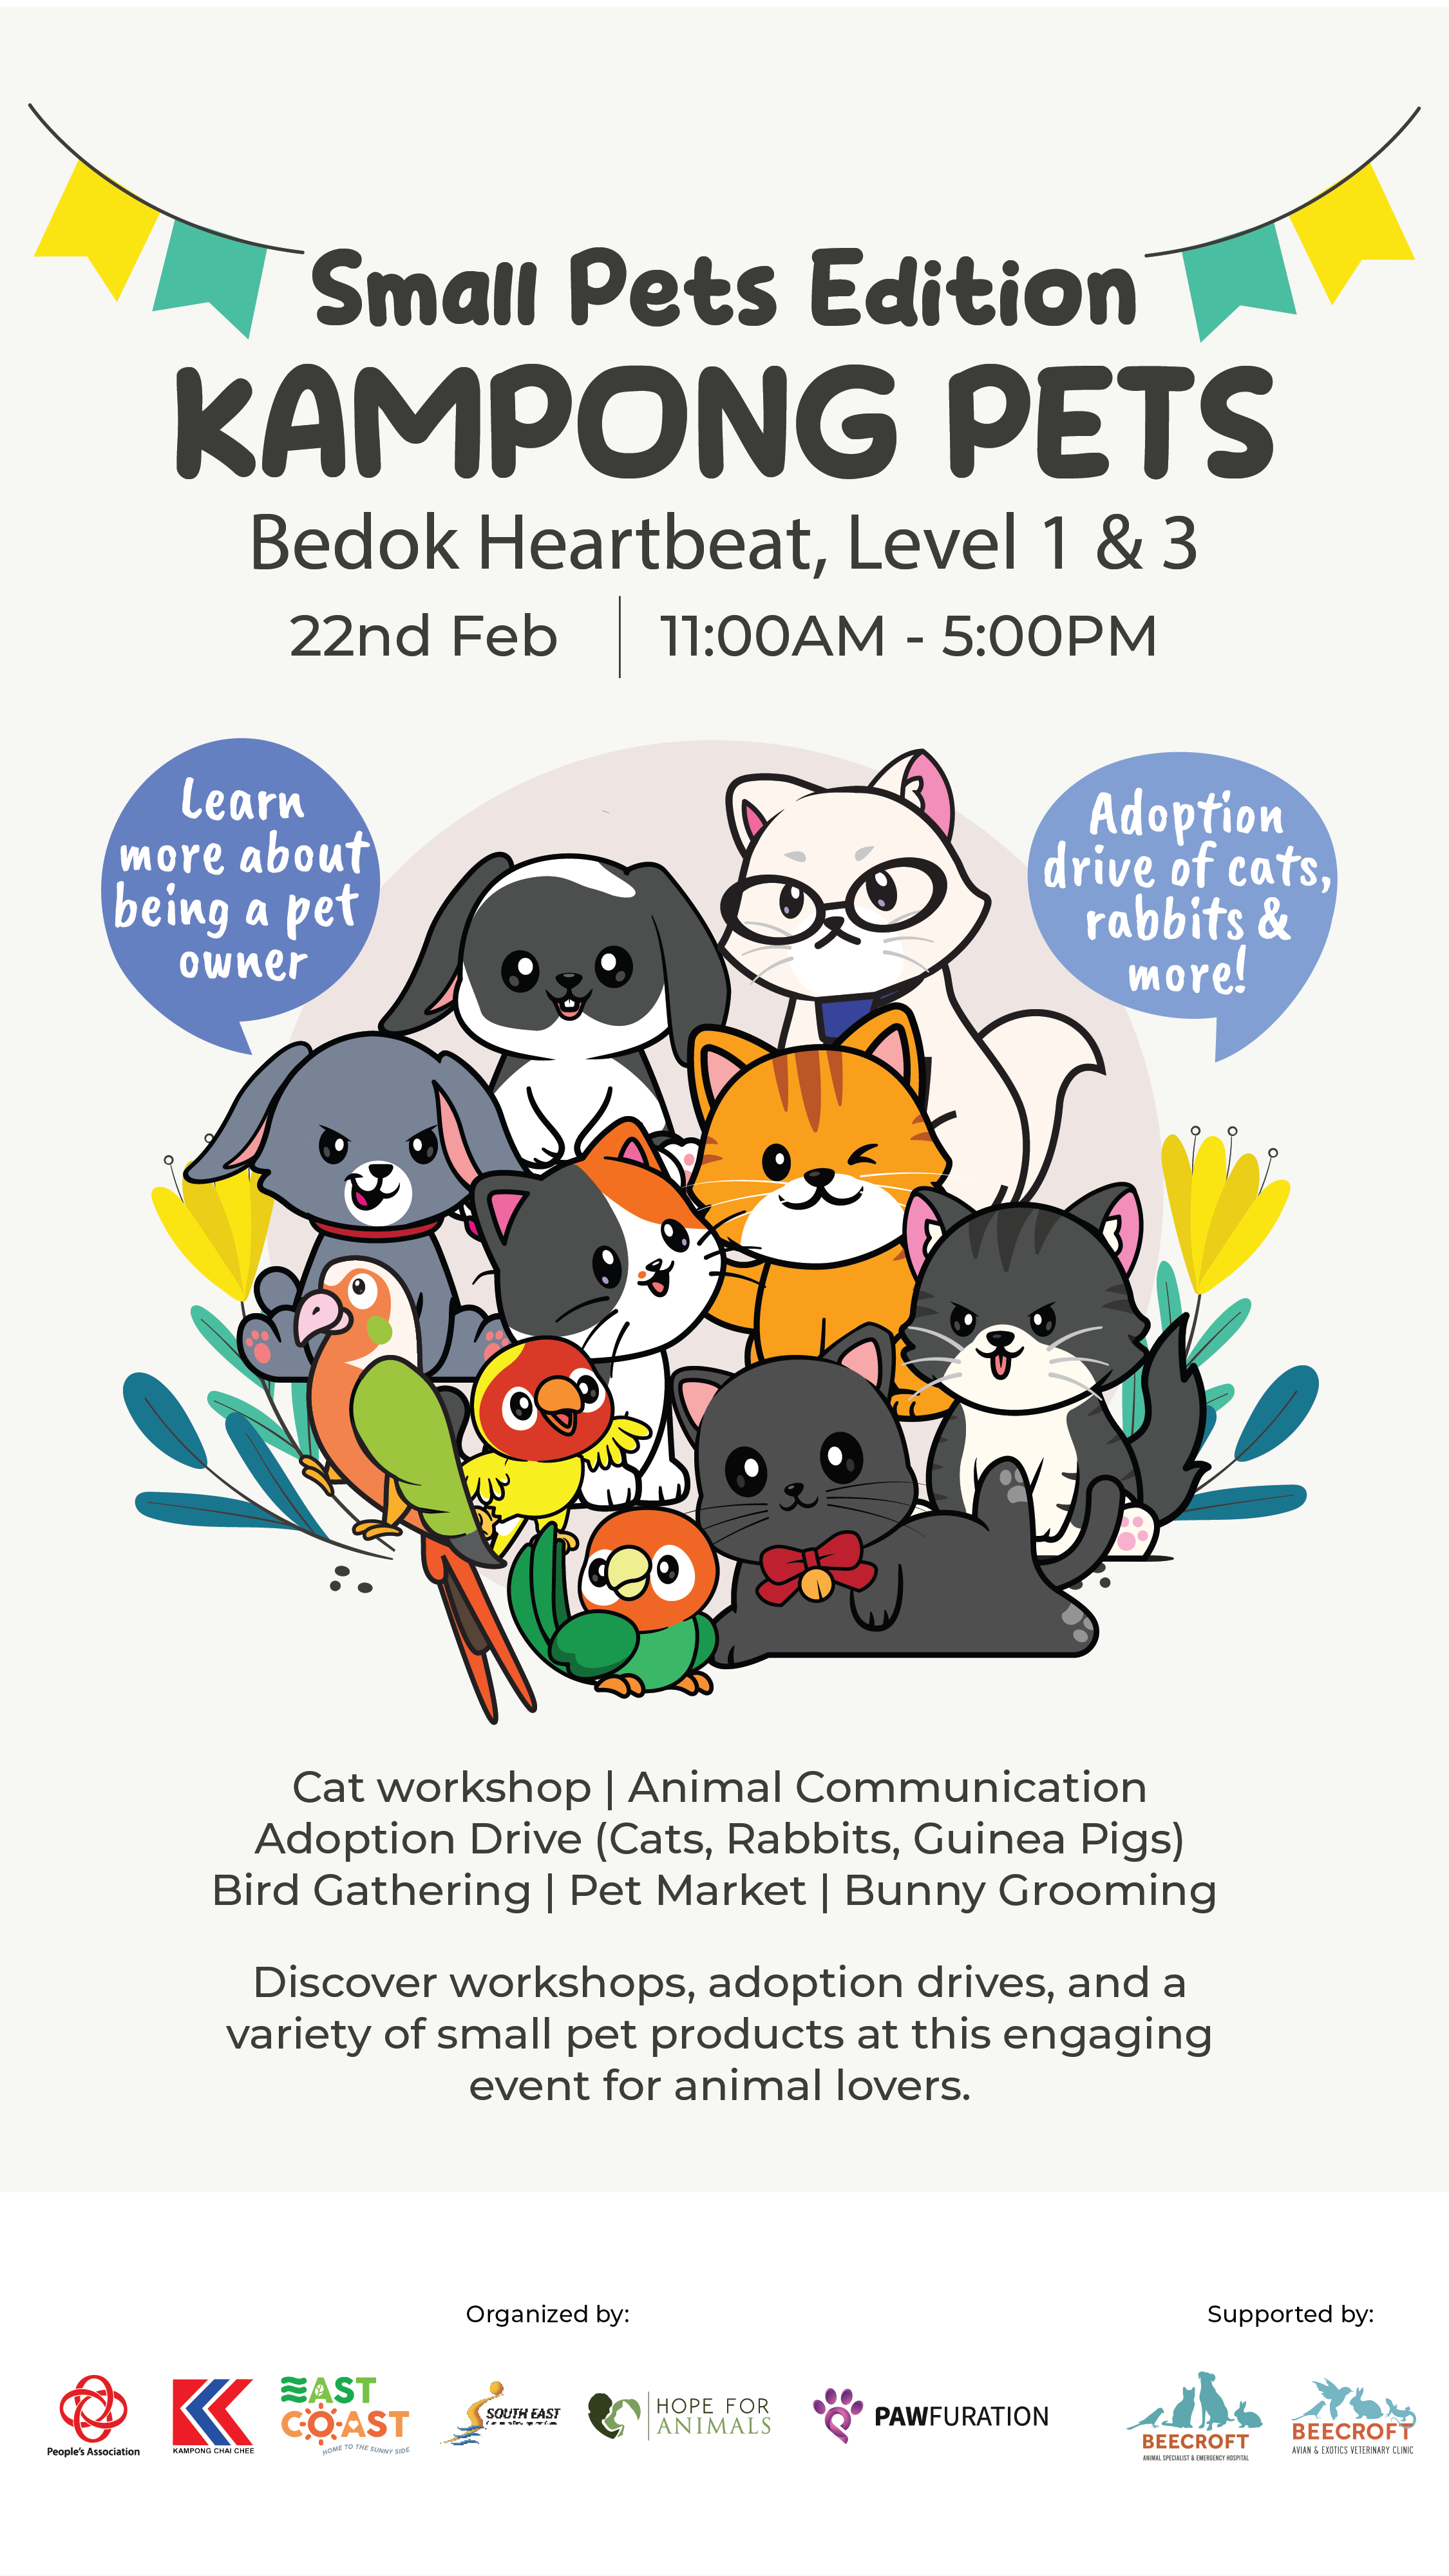 Small Pets Edition
KAMPONG PETS
Bedok Heartbeat, Level 1 & 3
22nd Feb | 11:00AM - 5:00PM
Learn
more about
being a pet
owner
Adoption
drive of cats,
rabbits &
more!
Cat workshop | Animal Communication
Adoption Drive (Cats, Rabbits, Guinea Pigs)
Bird Gathering | Pet Market | Bunny Grooming
Discover workshops, adoption drives, and a
variety of small pet products at this engaging
event for animal lovers.
Organized by:
Supported by:
People's Association
KAMPONG CHAI CHEE
EAST
COAST
HOME TO THE SUNNY SIDE
SOUTH EAST
HOPE FOR
ANIMALS
PAWFURATION
BEECROFT
ANIMAL SPECIALIST & EMERGENCY HOSPITAL
BEECROFT
AVIAN & EXOTICS VETERINARY CLINIC